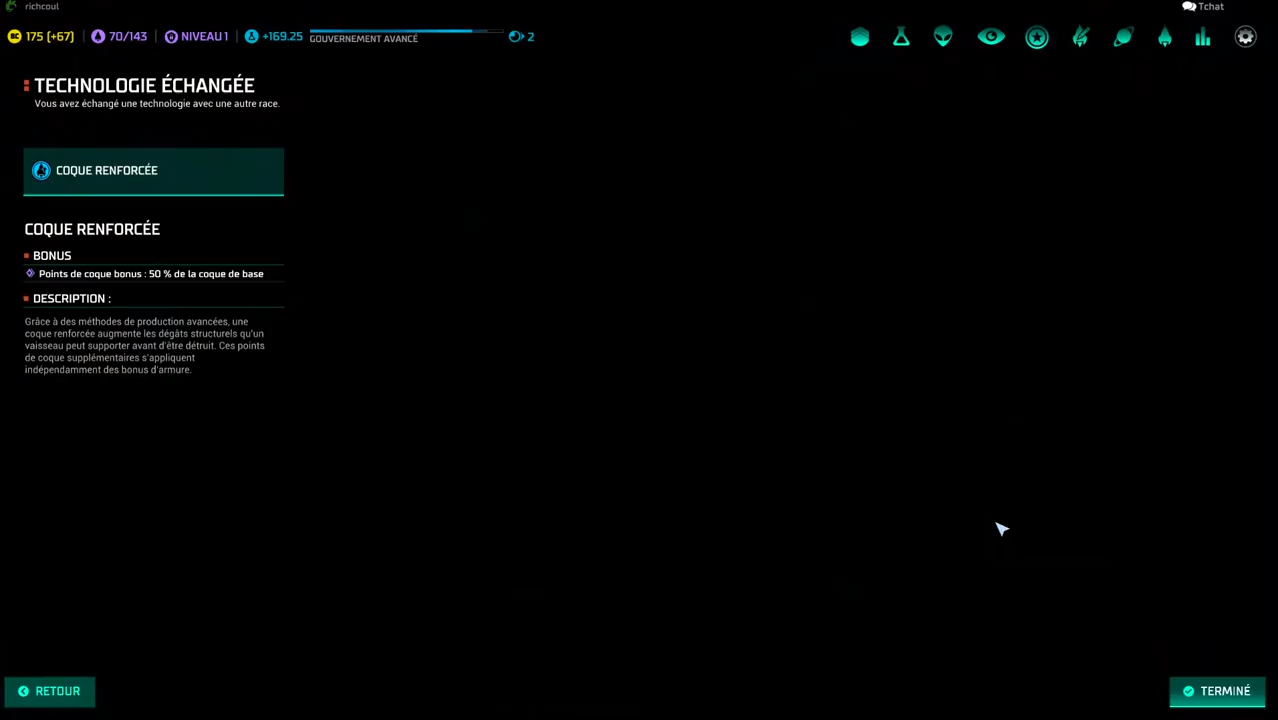 richcoul
Tchat
175 (+67)
70/143
NIVEAU 1
+169.25
GOUVERNEMENT AVANCÉ
2
TECHNOLOGIE ÉCHANGÉE
Vous avez échangé une technologie avec une autre race.
COQUE RENFORCÉE
COQUE RENFORCÉE
BONUS
Points de coque bonus : 50 % de la coque de base
DESCRIPTION :
Grâce à des méthodes de production avancées, une
coque renforcée augmente les dégâts structurels qu'un
vaisseau peut supporter avant d'être détruit. Ces points
de coque supplémentaires s'appliquent
indépendamment des bonus d'armure.
RETOUR
TERMINÉ